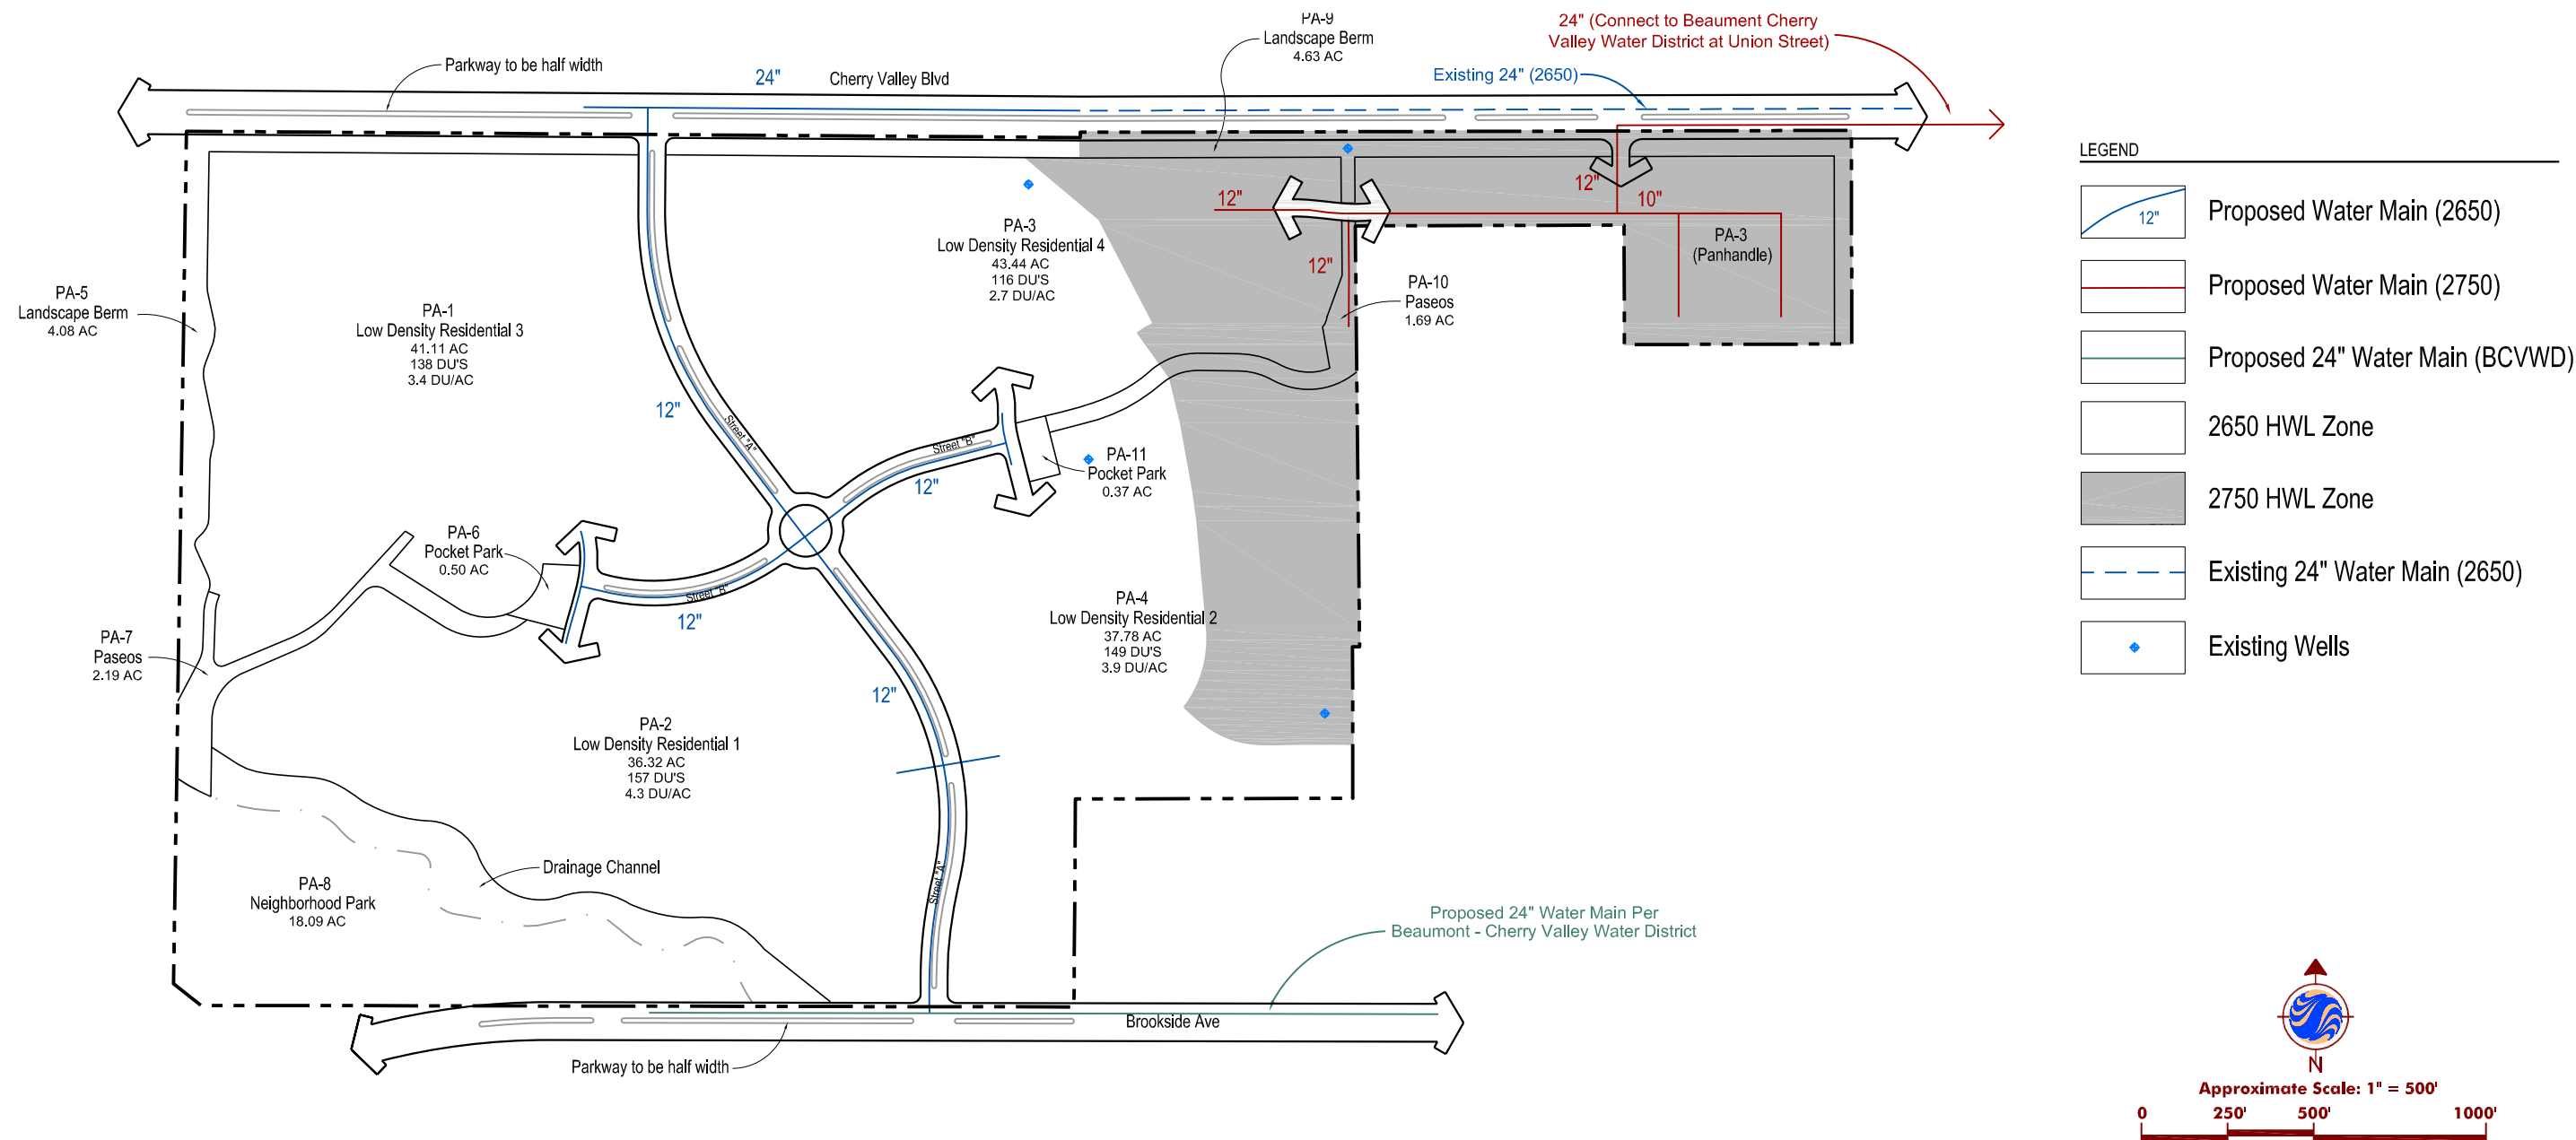 PA-9
Landscape Berm
4.63 AC
24" (Connect to Beaument Cherry
Valley Water District at Union Street)
Parkway to be half width
24"
Cherry Valley Blvd
Existing 24" (2650)
LEGEND
12"
Proposed Water Main (2650)
Proposed Water Main (2750)
Proposed 24" Water Main (BCVWD)
2650 HWL Zone
2750 HWL Zone
Existing 24" Water Main (2650)
Existing Wells
12"
12"
10"
12"
PA-3
(Panhandle)
PA-3
Low Density Residential 4
43.44 AC
116 DU'S
2.7 DU/AC
PA-10
Paseos
1.69 AC
PA-5
Landscape Berm
4.08 AC
PA-1
Low Density Residential 3
41.11 AC
138 DU'S
3.4 DU/AC
12"
Street "A"
Street "B"
12"
PA-11
Pocket Park
0.37 AC
PA-6
Pocket Park
0.50 AC
Street "B"
12"
PA-7
Paseos
2.19 AC
PA-4
Low Density Residential 2
37.78 AC
149 DU'S
3.9 DU/AC
12"
PA-2
Low Density Residential 1
36.32 AC
157 DU'S
4.3 DU/AC
Drainage Channel
Street "A"
PA-8
Neighborhood Park
18.09 AC
Proposed 24" Water Main Per
Beaumont - Cherry Valley Water District
Brookside Ave
Parkway to be half width
N
Approximate Scale: 1" = 500'
0 250' 500' 1000'